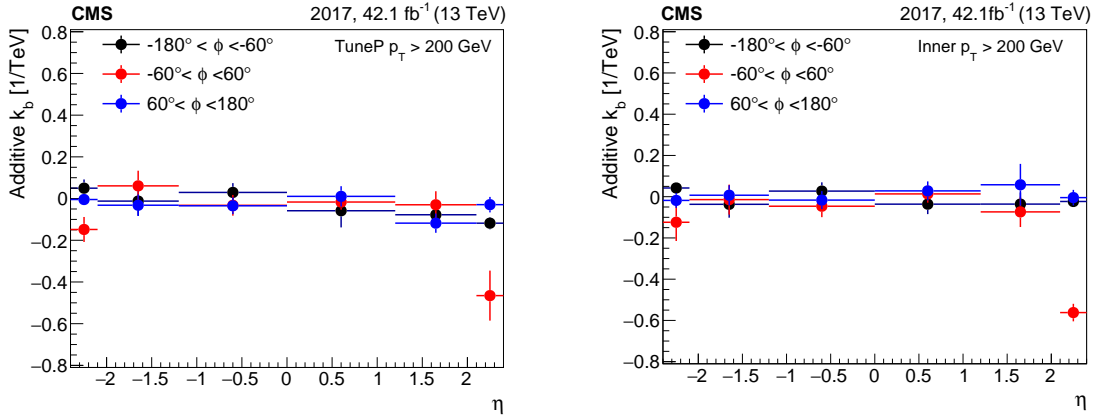 CMS 2017, 42.1 fb⁻¹ (13 TeV)
Additive k_b [1/TeV]
−180° < ϕ <−60°
−60°< ϕ <60°
60°< ϕ <180°
TuneP p_T > 200 GeV
0.8
0.6
0.4
0.2
0
−0.2
−0.4
−0.6
−0.8
−2 −1.5 −1 −0.5 0 0.5 1 1.5 2
η
CMS 2017, 42.1fb⁻¹ (13 TeV)
Additive k_b [1/TeV]
−180° < ϕ <−60°
−60°< ϕ <60°
60°< ϕ <180°
Inner p_T > 200 GeV
0.8
0.6
0.4
0.2
0
−0.2
−0.4
−0.6
−0.8
−2 −1.5 −1 −0.5 0 0.5 1 1.5 2
η